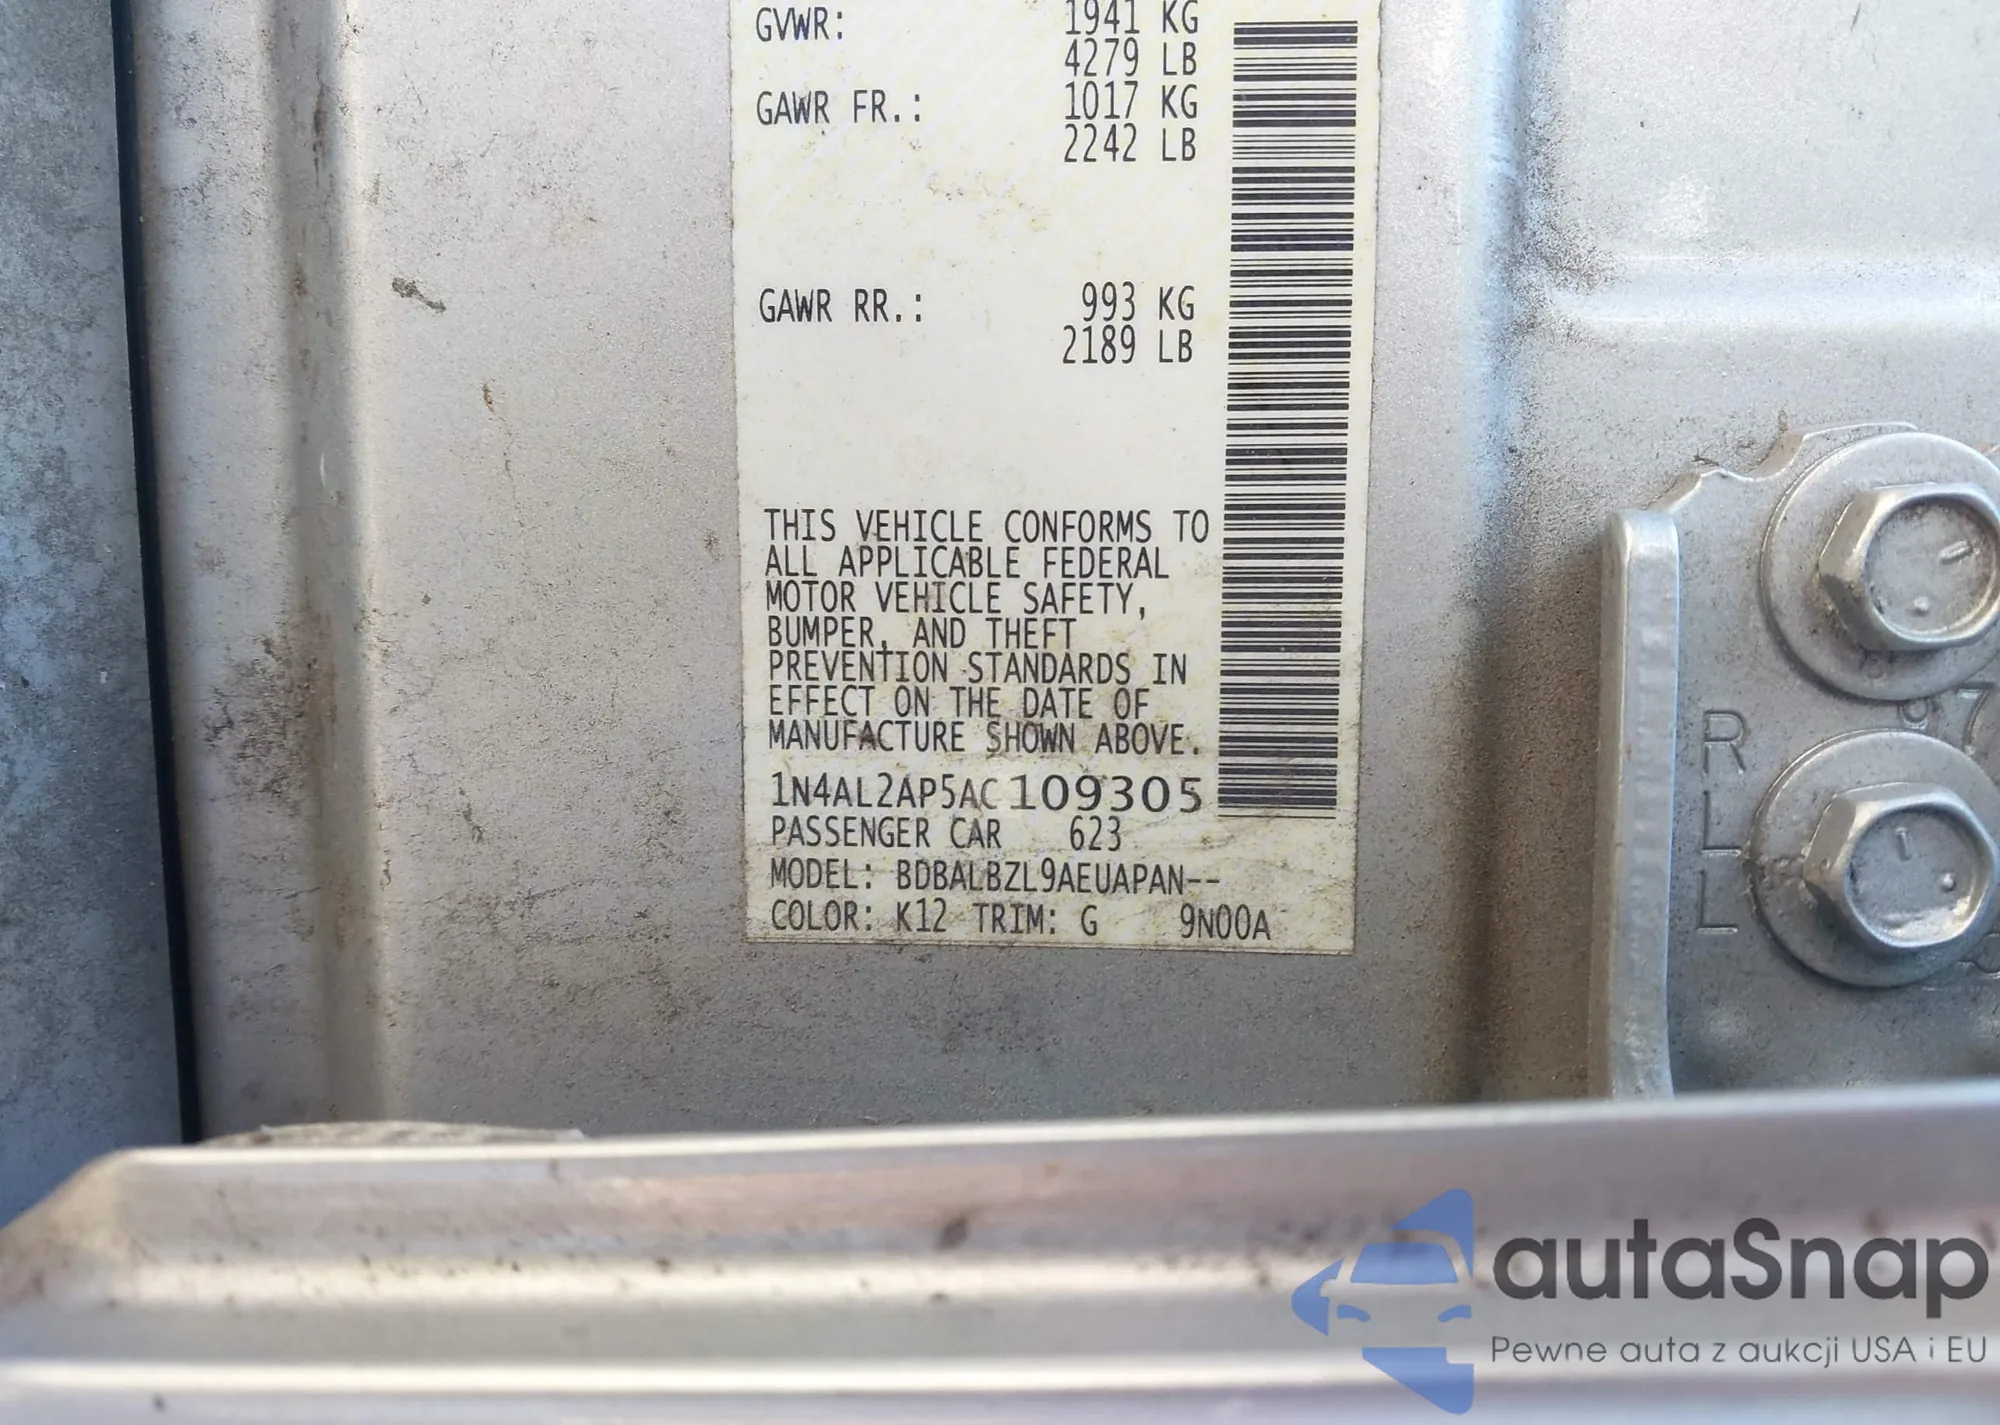 GVWR: 1941 KG
4279 LB
GAWR FR.: 1017 KG
2242 LB
GAWR RR.: 993 KG
2189 LB
THIS VEHICLE CONFORMS TO
ALL APPLICABLE FEDERAL
MOTOR VEHICLE SAFETY,
BUMPER, AND THEFT
PREVENTION STANDARDS IN
EFFECT ON THE DATE OF
MANUFACTURE SHOWN ABOVE.
1N4AL2AP5AC109305
PASSENGER CAR 623
MODEL: BDBALBZL9AEUAPAN--
COLOR: K12 TRIM: G 9N00A
97
R
L
L
autaSnap
Pewne auta z aukcji USA i EU